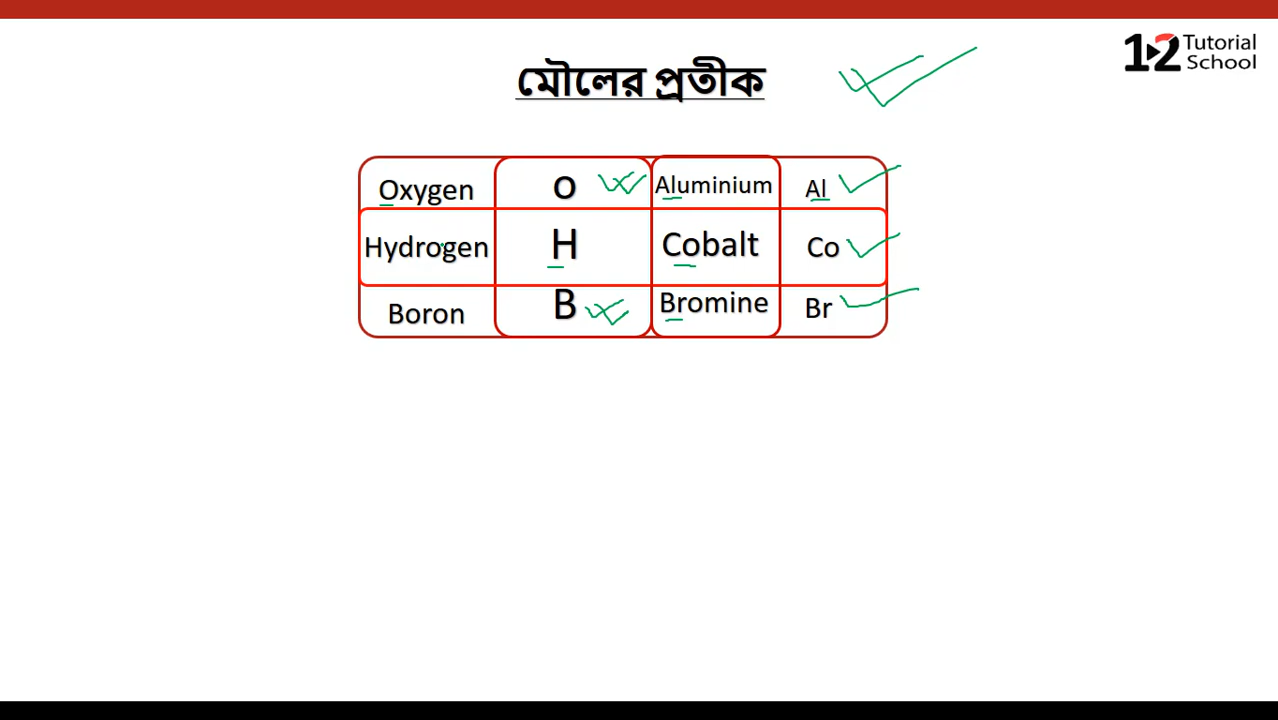 মৌলের প্রতীক
12 Tutorial School
Oxygen O Aluminium Al
Hydrogen H Cobalt Co
Boron B Bromine Br